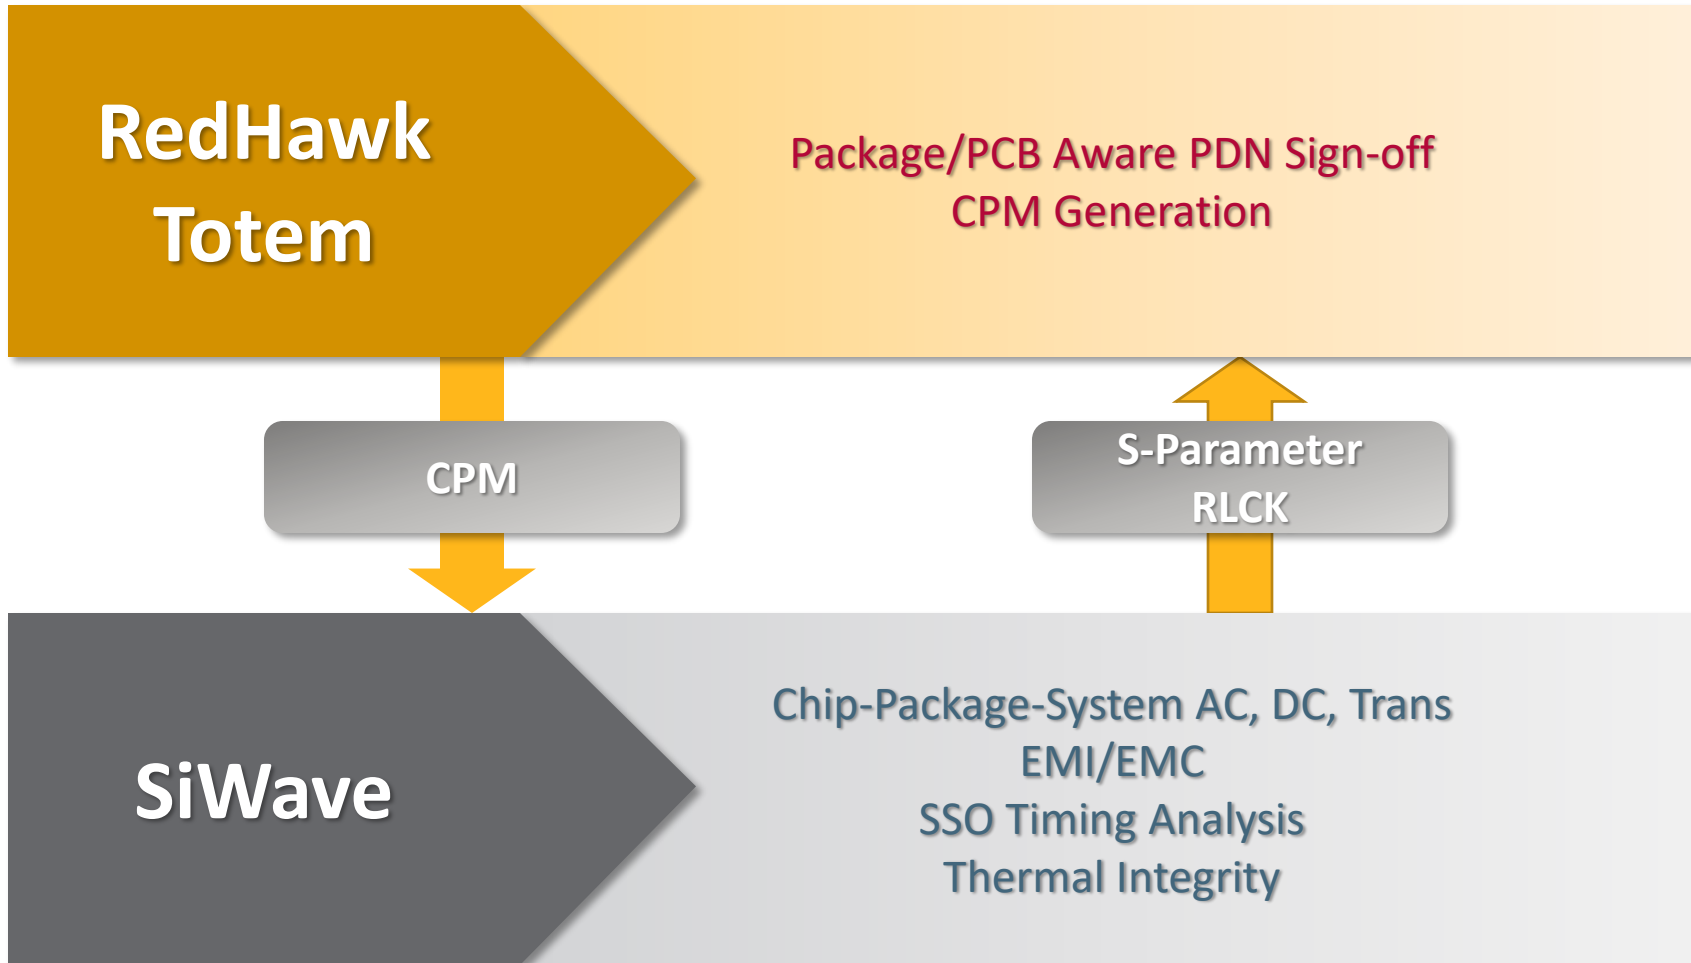 RedHawk
Totem
Package/PCB Aware PDN Sign-off
CPM Generation
CPM
S-Parameter
RLCK
SiWave
Chip-Package-System AC, DC, Trans
EMI/EMC
SSO Timing Analysis
Thermal Integrity